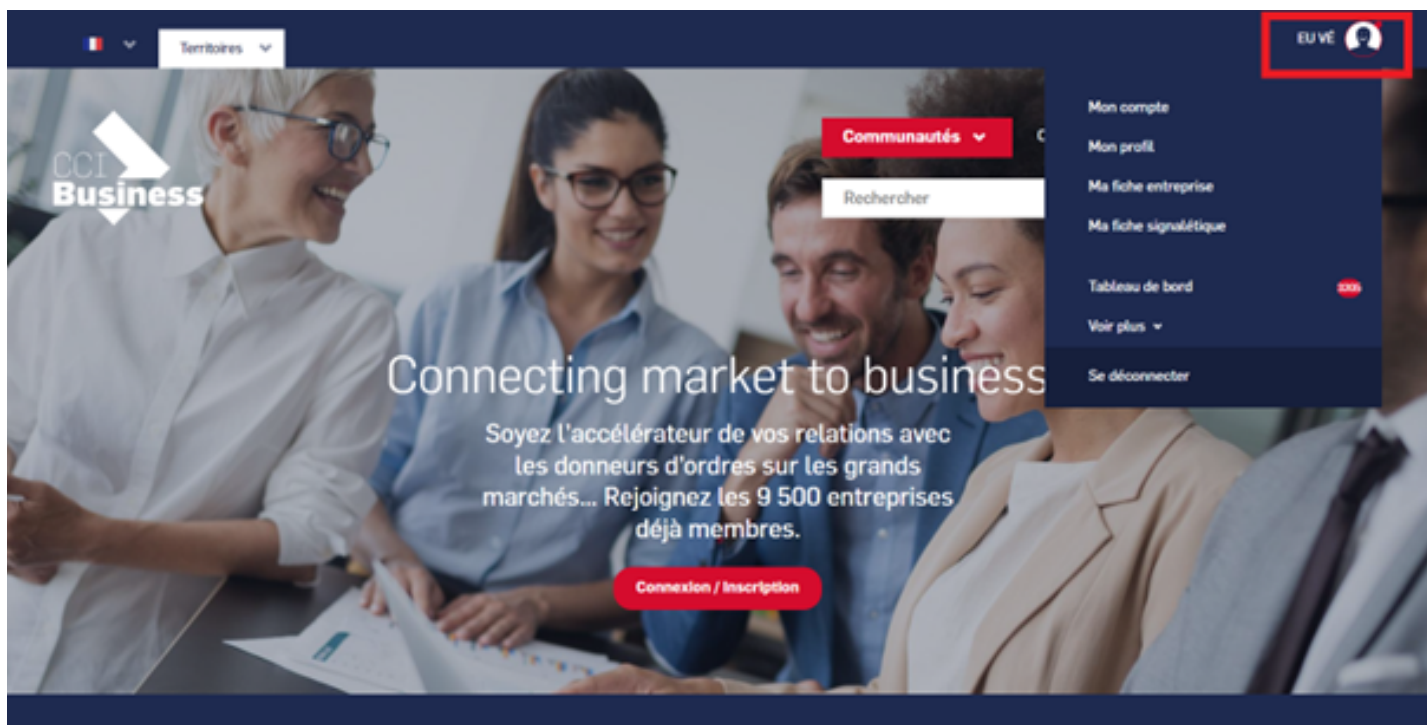 Territoires
EU VÉ
CCI
Business
Communautés
C
Rechercher
Mon compte
Mon profil
Ma fiche entreprise
Ma fiche signalétique
Tableau de bord
Voir plus
Se déconnecter
Connecting market to business
Soyez l'accélérateur de vos relations avec
les donneurs d'ordres sur les grands
marchés... Rejoignez les 9 500 entreprises
déjà membres.
Connexion / Inscription